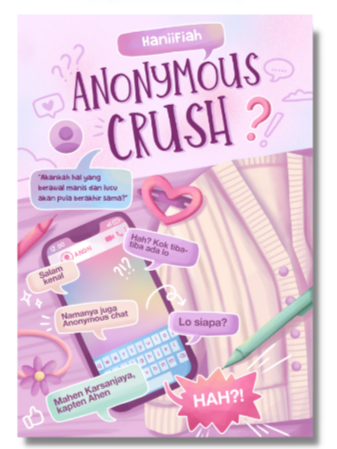 HaniiFiah
ANONYMOUS
CRUSH?
"Akankah hal yang
berawal manis dan lucu
akan pula berakhir sama?"
Hah? Kok tiba-
tiba ada lo
?!?
Salam
kenal
Namanya juga
Anonymous chat
Lo siapa?
Mahen Karsanjaya,
kapten Ahen
HAH?!